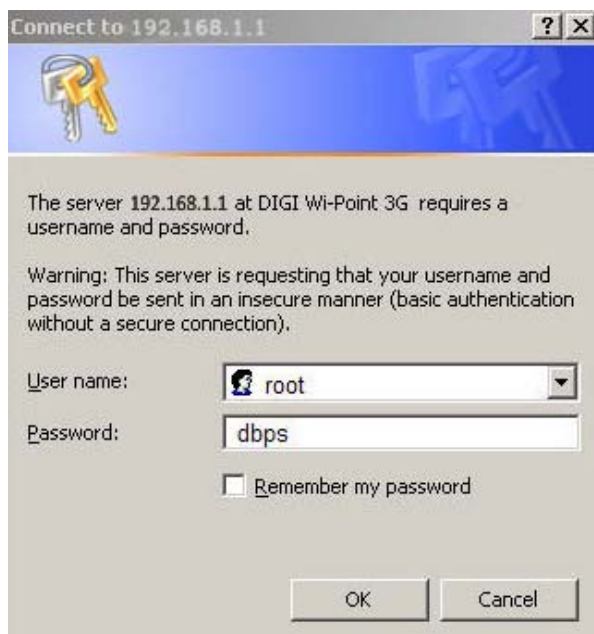 Connect to 192.168.1.1
The server 192.168.1.1 at DIGI Wi-Point 3G requires a
username and password.
Warning: This server is requesting that your username and
password be sent in an insecure manner (basic authentication
without a secure connection).
User name: root
Password: dbps
Remember my password
OK Cancel